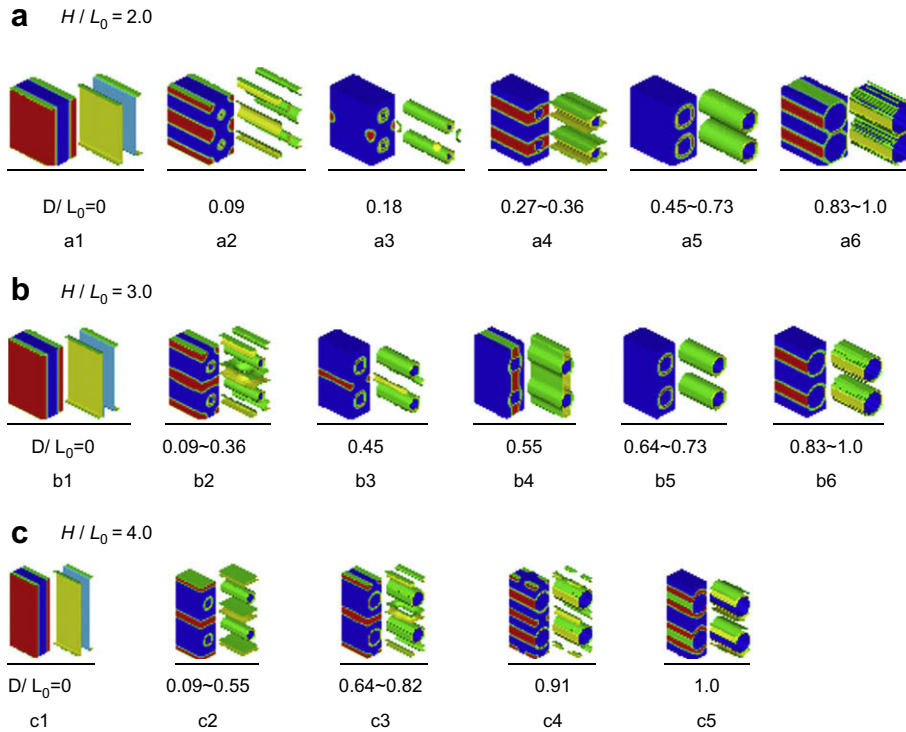 a H / L0 = 2.0
D/ L0=0 0.09 0.18 0.27~0.36 0.45~0.73 0.83~1.0
a1 a2 a3 a4 a5 a6
b H / L0 = 3.0
D/ L0=0 0.09~0.36 0.45 0.55 0.64~0.73 0.83~1.0
b1 b2 b3 b4 b5 b6
c H / L0 = 4.0
D/ L0=0 0.09~0.55 0.64~0.82 0.91 1.0
c1 c2 c3 c4 c5